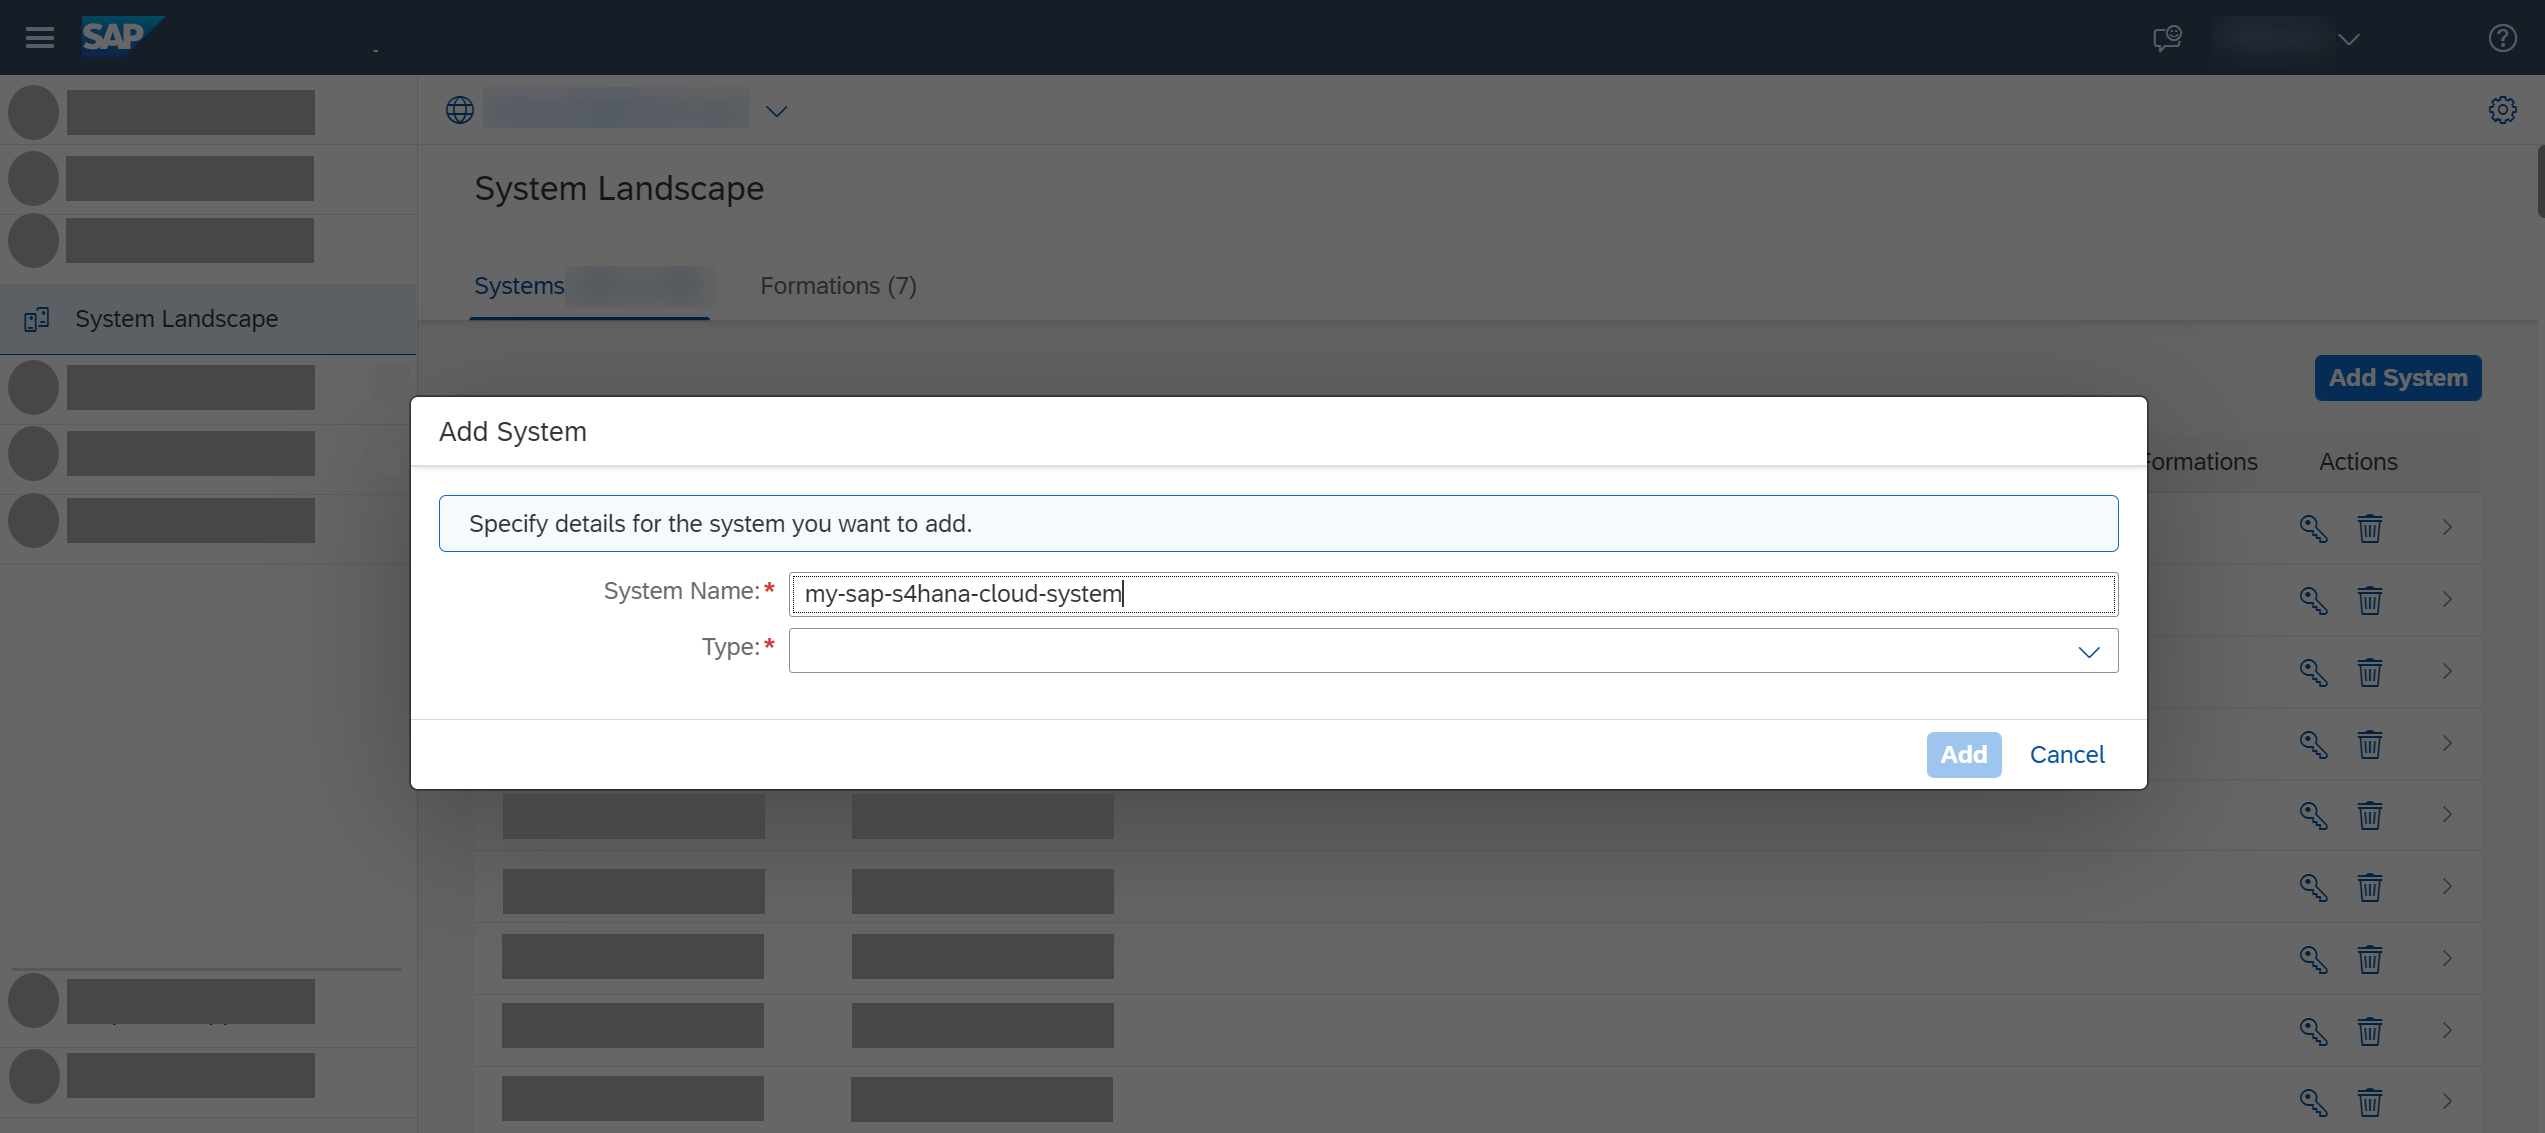 SAP
System Landscape
Systems
Formations (7)
System Landscape
Add System
Add System
Formations
Actions
Specify details for the system you want to add.
System Name:*
my-sap-s4hana-cloud-system
Type:*
Add
Cancel